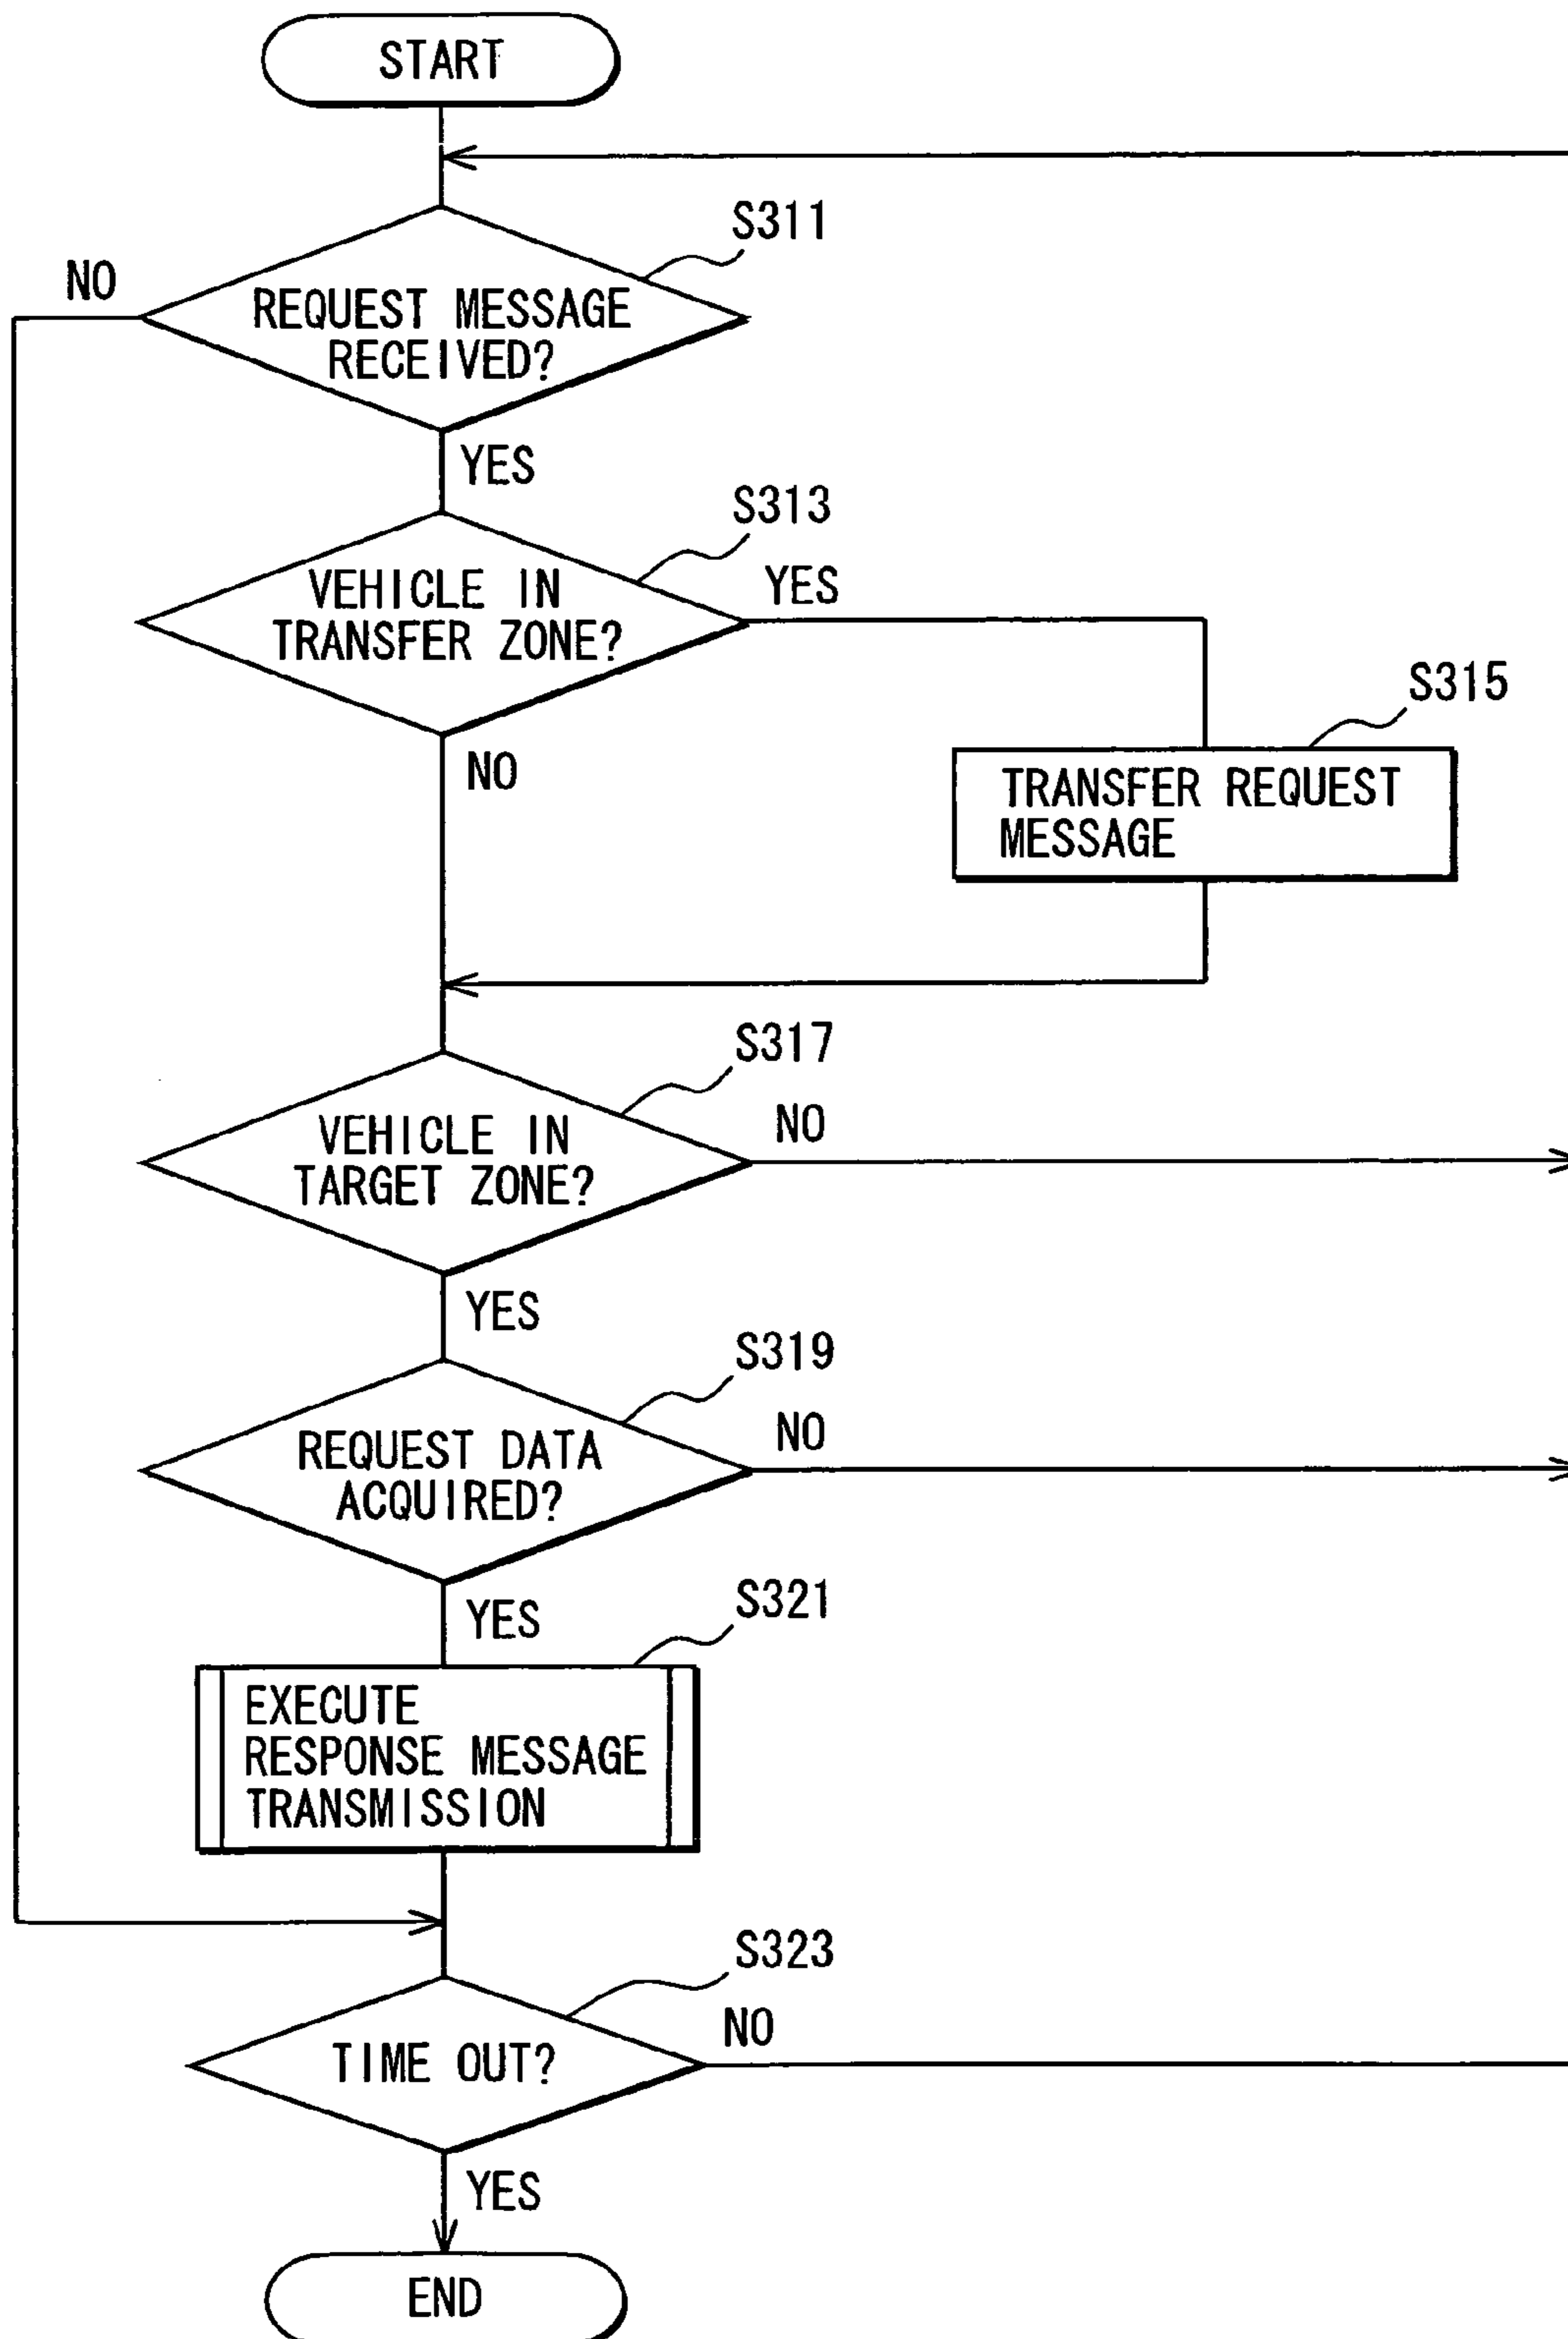 START
S311
NO
REQUEST MESSAGE
RECEIVED?
YES
S313
VEHICLE IN
TRANSFER ZONE?
YES
S315
NO
TRANSFER REQUEST
MESSAGE
S317
VEHICLE IN
TARGET ZONE?
NO
YES
S319
REQUEST DATA
ACQUIRED?
NO
YES
S321
EXECUTE
RESPONSE MESSAGE
TRANSMISSION
S323
TIME OUT?
NO
YES
END